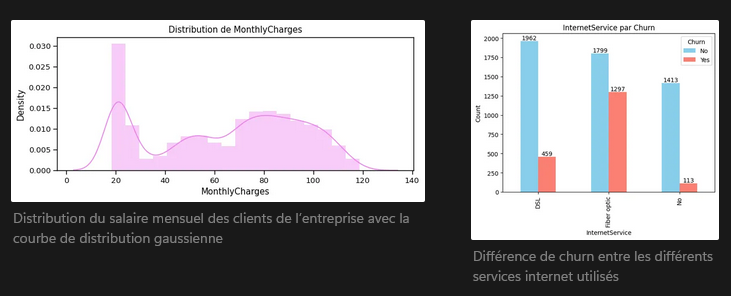 Distribution de MonthlyCharges
Density
0.030
0.025
0.020
0.015
0.010
0.005
0.000
0 20 40 60 80 100 120 140
MonthlyCharges
Distribution du salaire mensuel des clients de l'entreprise avec la
courbe de distribution gaussienne
InternetService par Churn
Churn
No
Yes
Count
2000
1750
1500
1250
1000
750
500
250
0
1962
459
1799
1297
1413
113
DSL
Fiber optic
No
InternetService
Différence de churn entre les différents
services internet utilisés